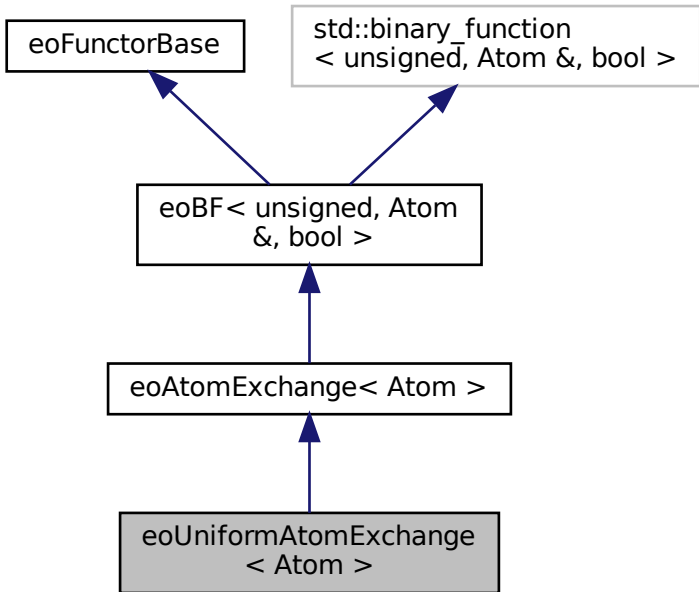 eoFunctorBase
std::binary_function
< unsigned, Atom &, bool >
eoBF< unsigned, Atom
&, bool >
eoAtomExchange< Atom >
eoUniformAtomExchange
< Atom >